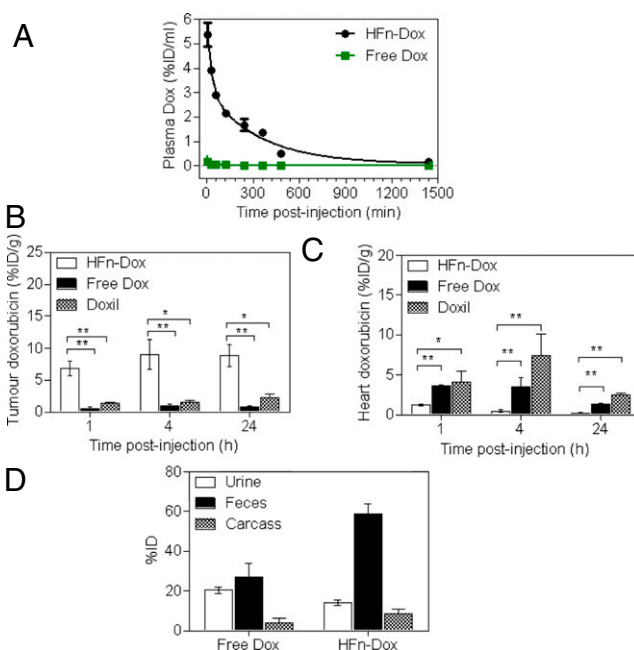 A
Plasma Dox (%ID/ml)
6
5
4
3
2
1
0
HFn-Dox
Free Dox
0 300 600 900 1200 1500
Time post-injection (min)
B
Tumour doxorubicin (%ID/g)
25
20
15
10
5
0
HFn-Dox
Free Dox
Doxil
** ** * ** * **
1 4 24
Time post-injection (h)
C
Heart doxorubicin (%ID/g)
20
15
10
5
0
HFn-Dox
Free Dox
Doxil
* ** ** ** ** **
1 4 24
Time post-injection (h)
D
%ID
80
60
40
20
0
Urine
Feces
Carcass
Free Dox HFn-Dox